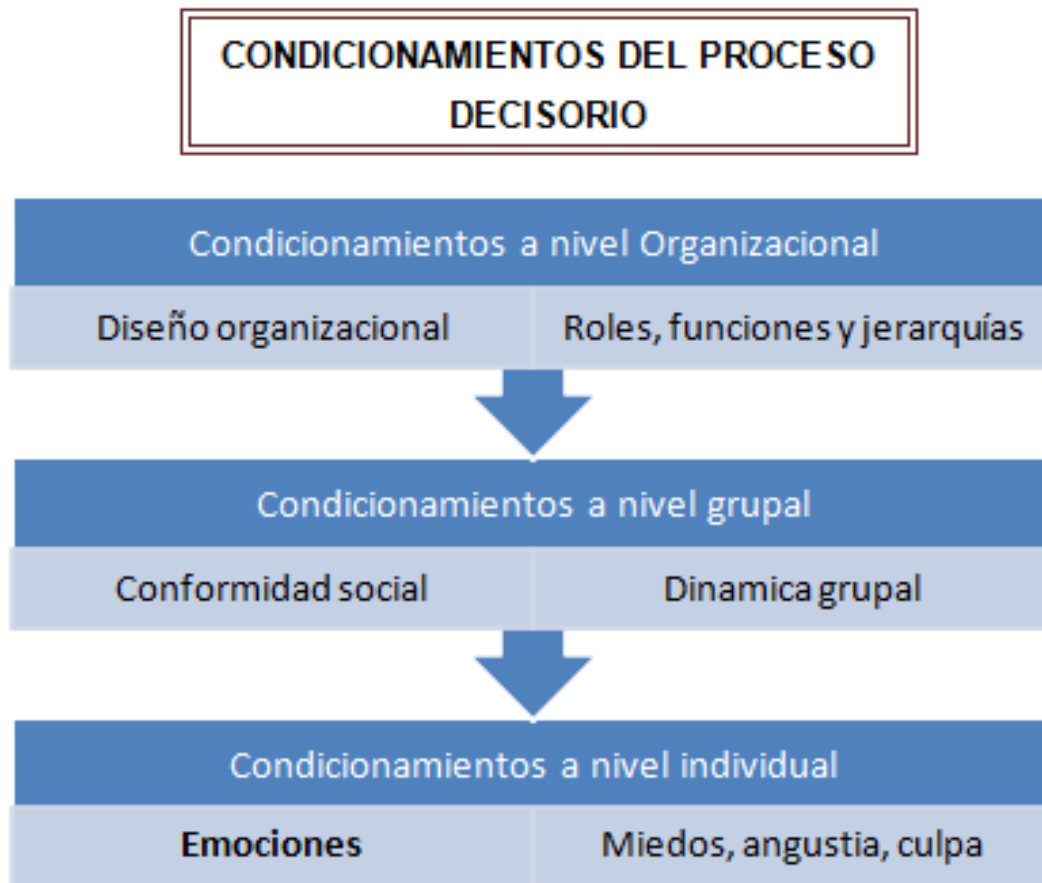 CONDICIONAMIENTOS DEL PROCESO
DECISORIO
Condicionamientos a nivel Organizacional
Diseño organizacional
Roles, funciones y jerarquías
Condicionamientos a nivel grupal
Conformidad social
Dinamica grupal
Condicionamientos a nivel individual
Emociones
Miedos, angustia, culpa